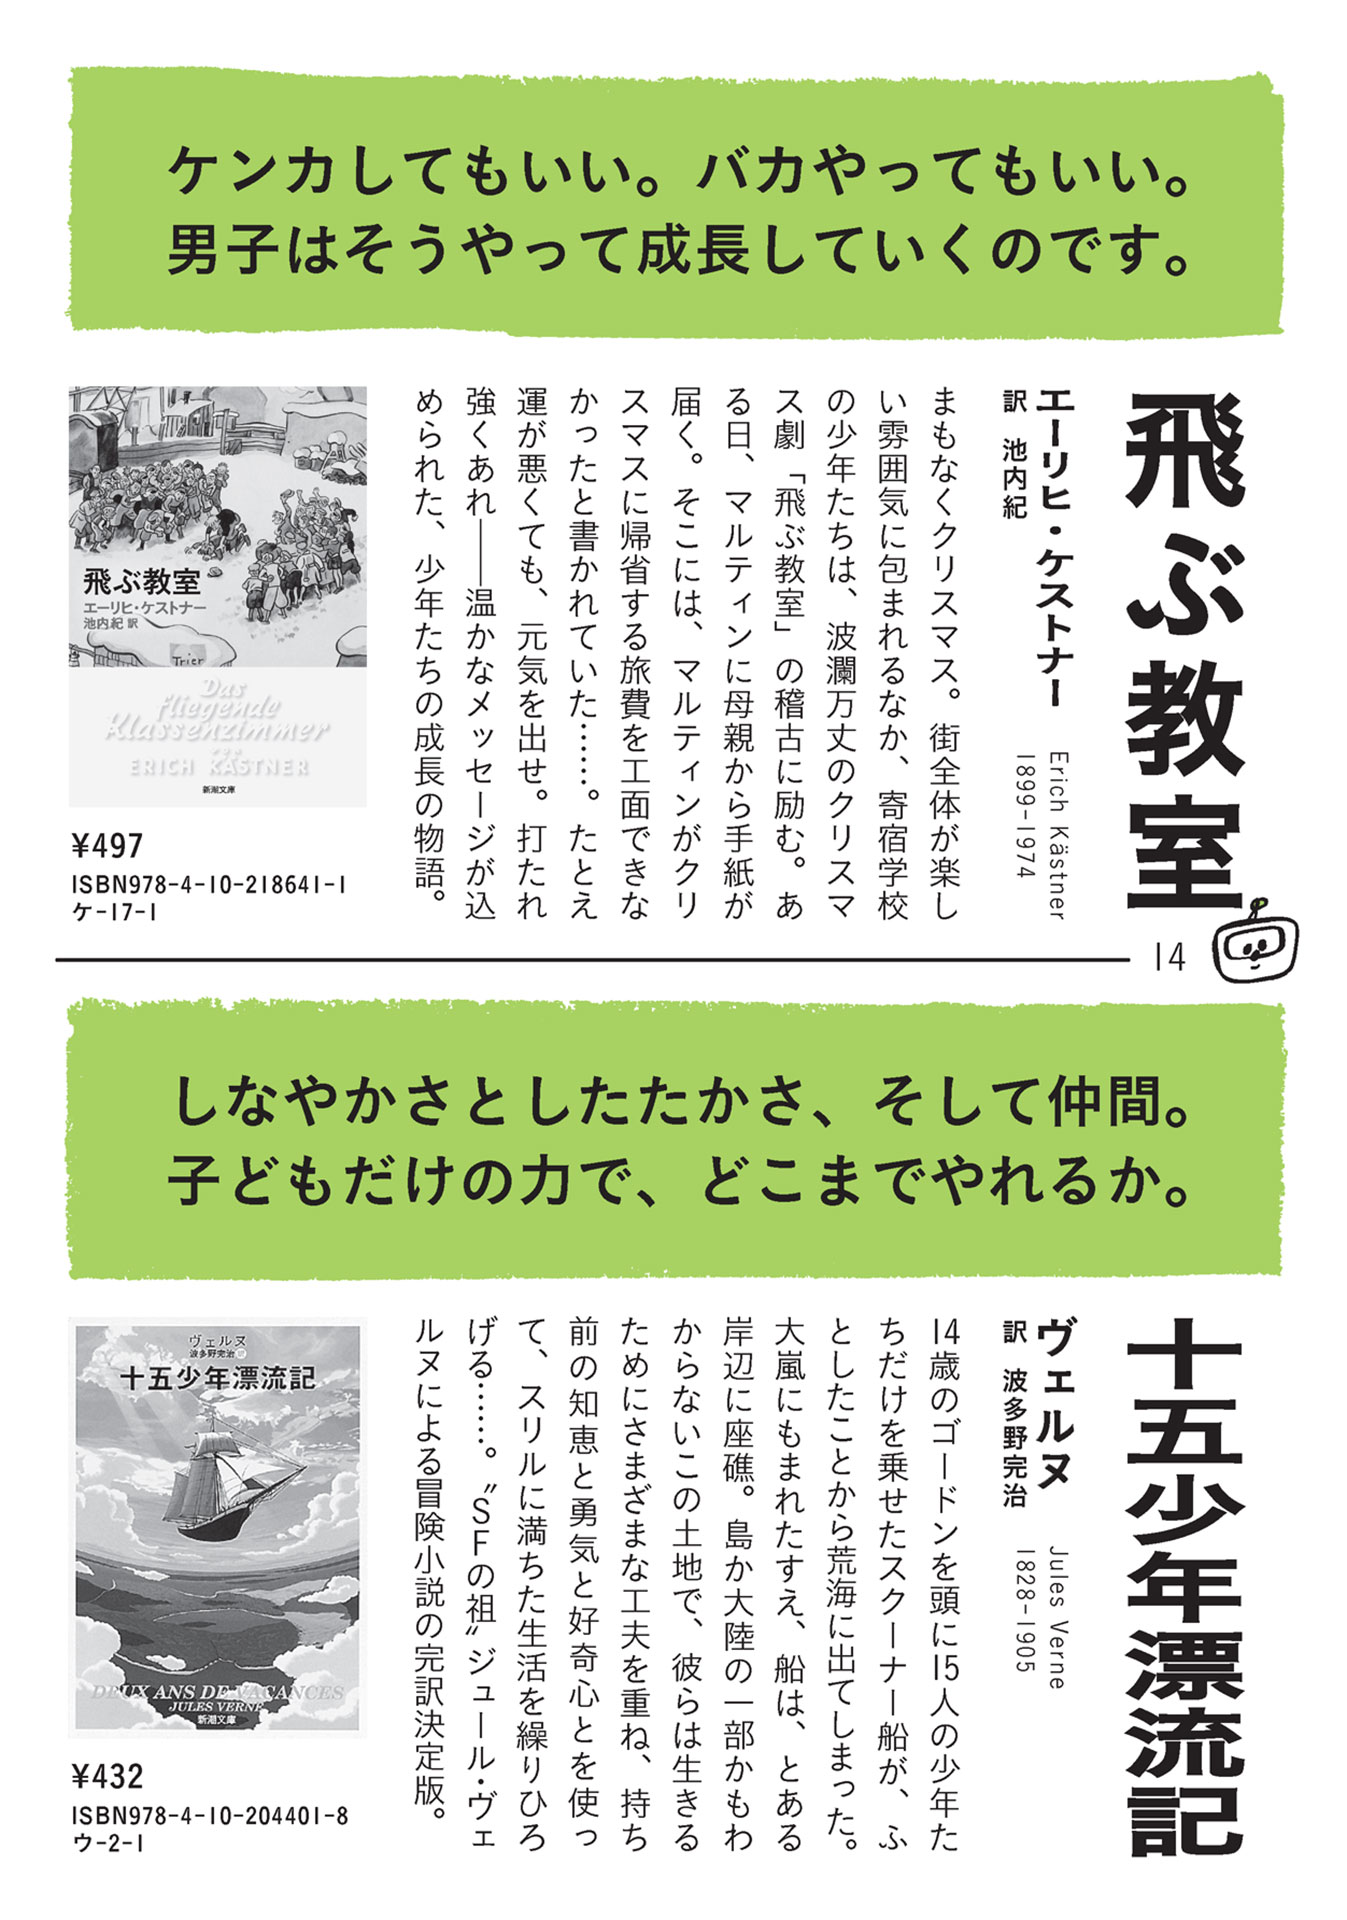 ケンカしてもいい。バカやってもいい。
男子はそうやって成長していくのです。
飛ぶ教室
エーリヒ・ケストナー
Erich Kästner
訳 池内紀
1899-1974
まもなくクリスマス。街全体が楽し
い雰囲気に包まれるなか、寄宿学校
の少年たちは、波瀾万丈のクリスマ
ス劇「飛ぶ教室」の稽古に励む。あ
る日、マルティンに母親から手紙が
届く。そこには、マルティンがクリ
スマスに帰省する旅費を工面できな
かったと書かれていた……。たとえ
運が悪くても、元気を出せ。打たれ
強くあれ――温かなメッセージが込
められた、少年たちの成長の物語。
飛ぶ教室
エーリヒ・ケストナー
池内紀 訳
Trier
Das
fliegende
Klassenzimmer
von
ERICH KÄSTNER
新潮文庫
¥497
ISBN978-4-10-218641-1
ケ-17-1
14
しなやかさとしたたかさ、そして仲間。
子どもだけの力で、どこまでやれるか。
十五少年漂流記
ヴェルヌ
Jules Verne
訳 波多野完治
1828-1905
14歳のゴードンを頭に15人の少年た
ちだけを乗せたスクーナー船が、ふ
としたことから荒海に出てしまった。
大嵐にもまれたすえ、船は、とある
岸辺に座礁。島か大陸の一部かもわ
からないこの土地で、彼らは生きる
ためにさまざまな工夫を重ね、持ち
前の知恵と勇気と好奇心とを使っ
て、スリルに満ちた生活を繰りひろ
げる……。〝SFの祖〟ジュール・ヴェ
ルヌによる冒険小説の完訳決定版。
ヴェルヌ
波多野完治 訳
十五少年漂流記
DEUX ANS DE VACANCES
JULES VERNE
新潮文庫
¥432
ISBN978-4-10-204401-8
ウ-2-1